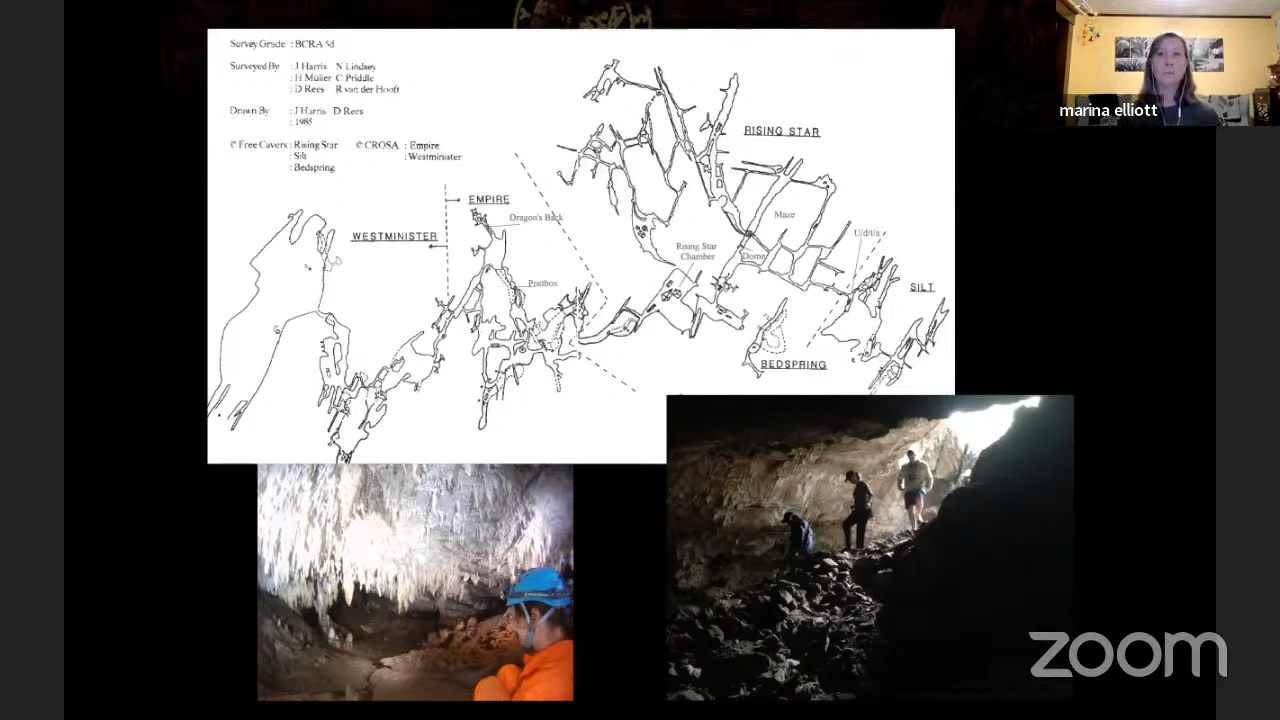 Survey Grade : BCRA 5d
Surveyed By : J Harris N Lindsey
: H Müller C Priddle
: D Rees R van der Hooft
Drawn By : J Harris D Rees
: 1985
© Free Cavers : Rising Star © CROSA : Empire
: Silt : Westminster
: Bedspring
marina elliott
RISING STAR
EMPIRE
Dragon's Back
WESTMINISTER
Maze
U/d/t/a
Rising Star
Chamber
Dome
Postbox
SILT
BEDSPRING
zoom